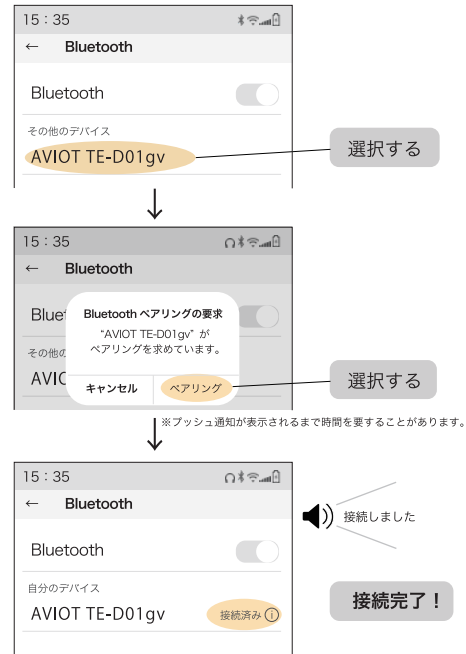 15：35
← Bluetooth
Bluetooth
その他のデバイス
AVIOT TE-D01gv
選択する
15：35
← Bluetooth
Bluet
Bluetooth ペアリングの要求
“AVIOT TE-D01gv” が
ペアリングを求めています。
その他の
AVIC
キャンセル
ペアリング
選択する
※プッシュ通知が表示されるまで時間を要することがあります。
15：35
← Bluetooth
接続しました
Bluetooth
自分のデバイス
AVIOT TE-D01gv
接続済み
接続完了！